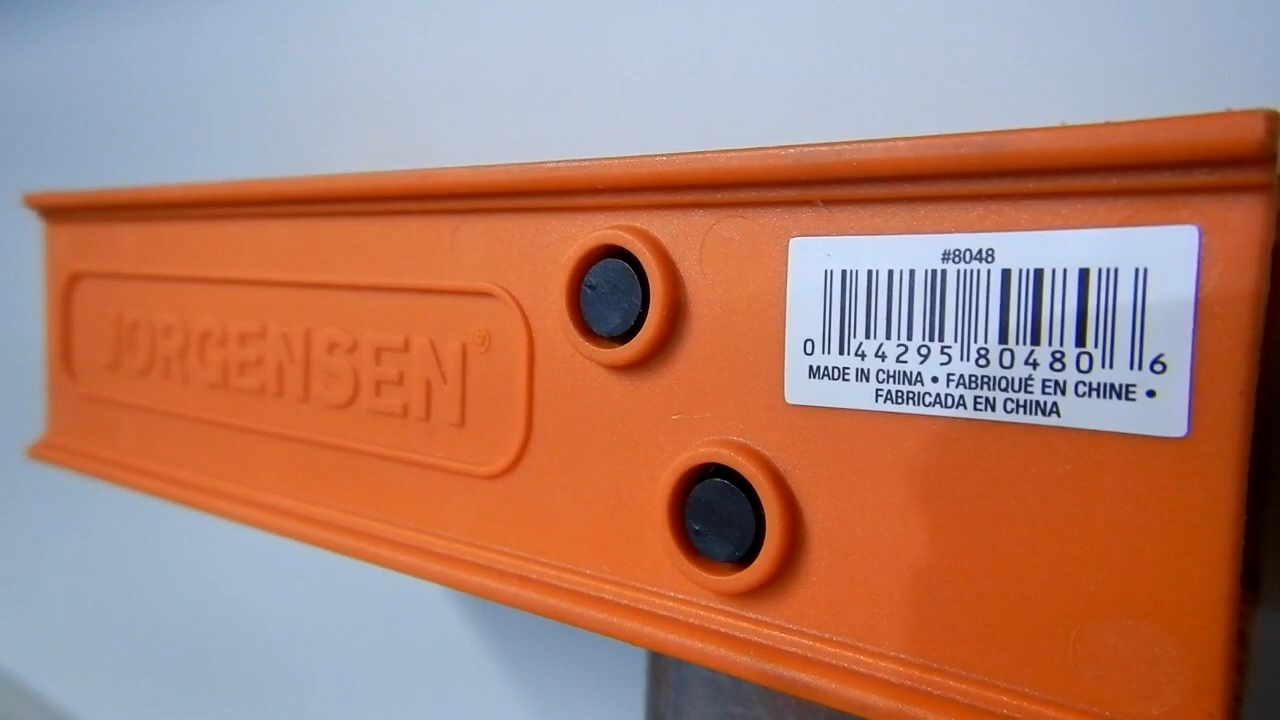 JORGENSEN®
#8048
0 44295 80480 6
MADE IN CHINA • FABRIQUÉ EN CHINE •
FABRICADA EN CHINA